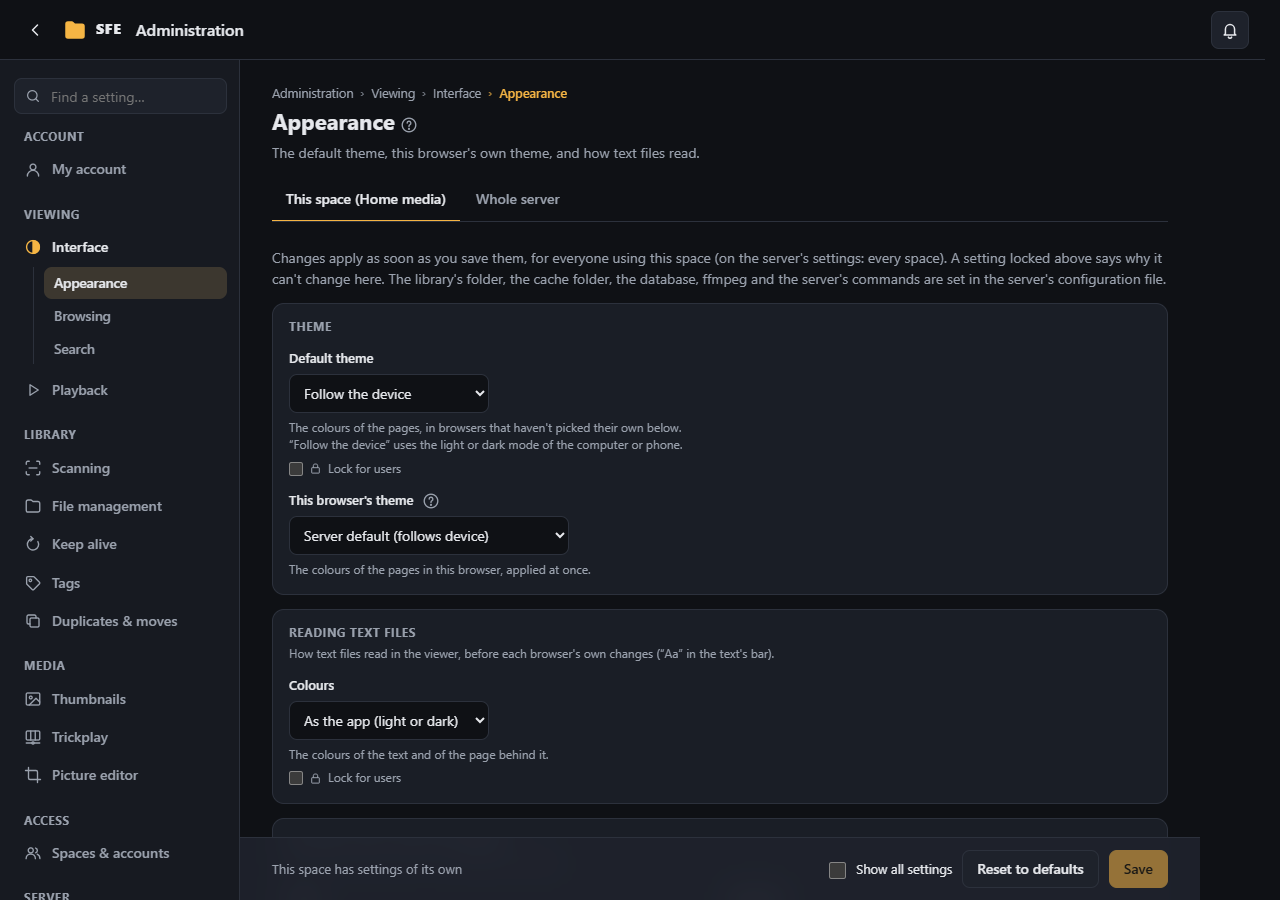 SFE Administration
Find a setting...
ACCOUNT
My account
VIEWING
Interface
Appearance
Browsing
Search
Playback
LIBRARY
Scanning
File management
Keep alive
Tags
Duplicates & moves
MEDIA
Thumbnails
Trickplay
Picture editor
ACCESS
Spaces & accounts
SERVER
Administration › Viewing › Interface › Appearance
Appearance ?
The default theme, this browser's own theme, and how text files read.
This space (Home media) Whole server
Changes apply as soon as you save them, for everyone using this space (on the server's settings: every space). A setting locked above says why it
can't change here. The library's folder, the cache folder, the database, ffmpeg and the server's commands are set in the server's configuration file.
THEME
Default theme
Follow the device
The colours of the pages, in browsers that haven't picked their own below.
“Follow the device” uses the light or dark mode of the computer or phone.
Lock for users
This browser's theme ?
Server default (follows device)
The colours of the pages in this browser, applied at once.
READING TEXT FILES
How text files read in the viewer, before each browser's own changes (“Aa” in the text's bar).
Colours
As the app (light or dark)
The colours of the text and of the page behind it.
Lock for users
This space has settings of its own
Show all settings
Reset to defaults
Save